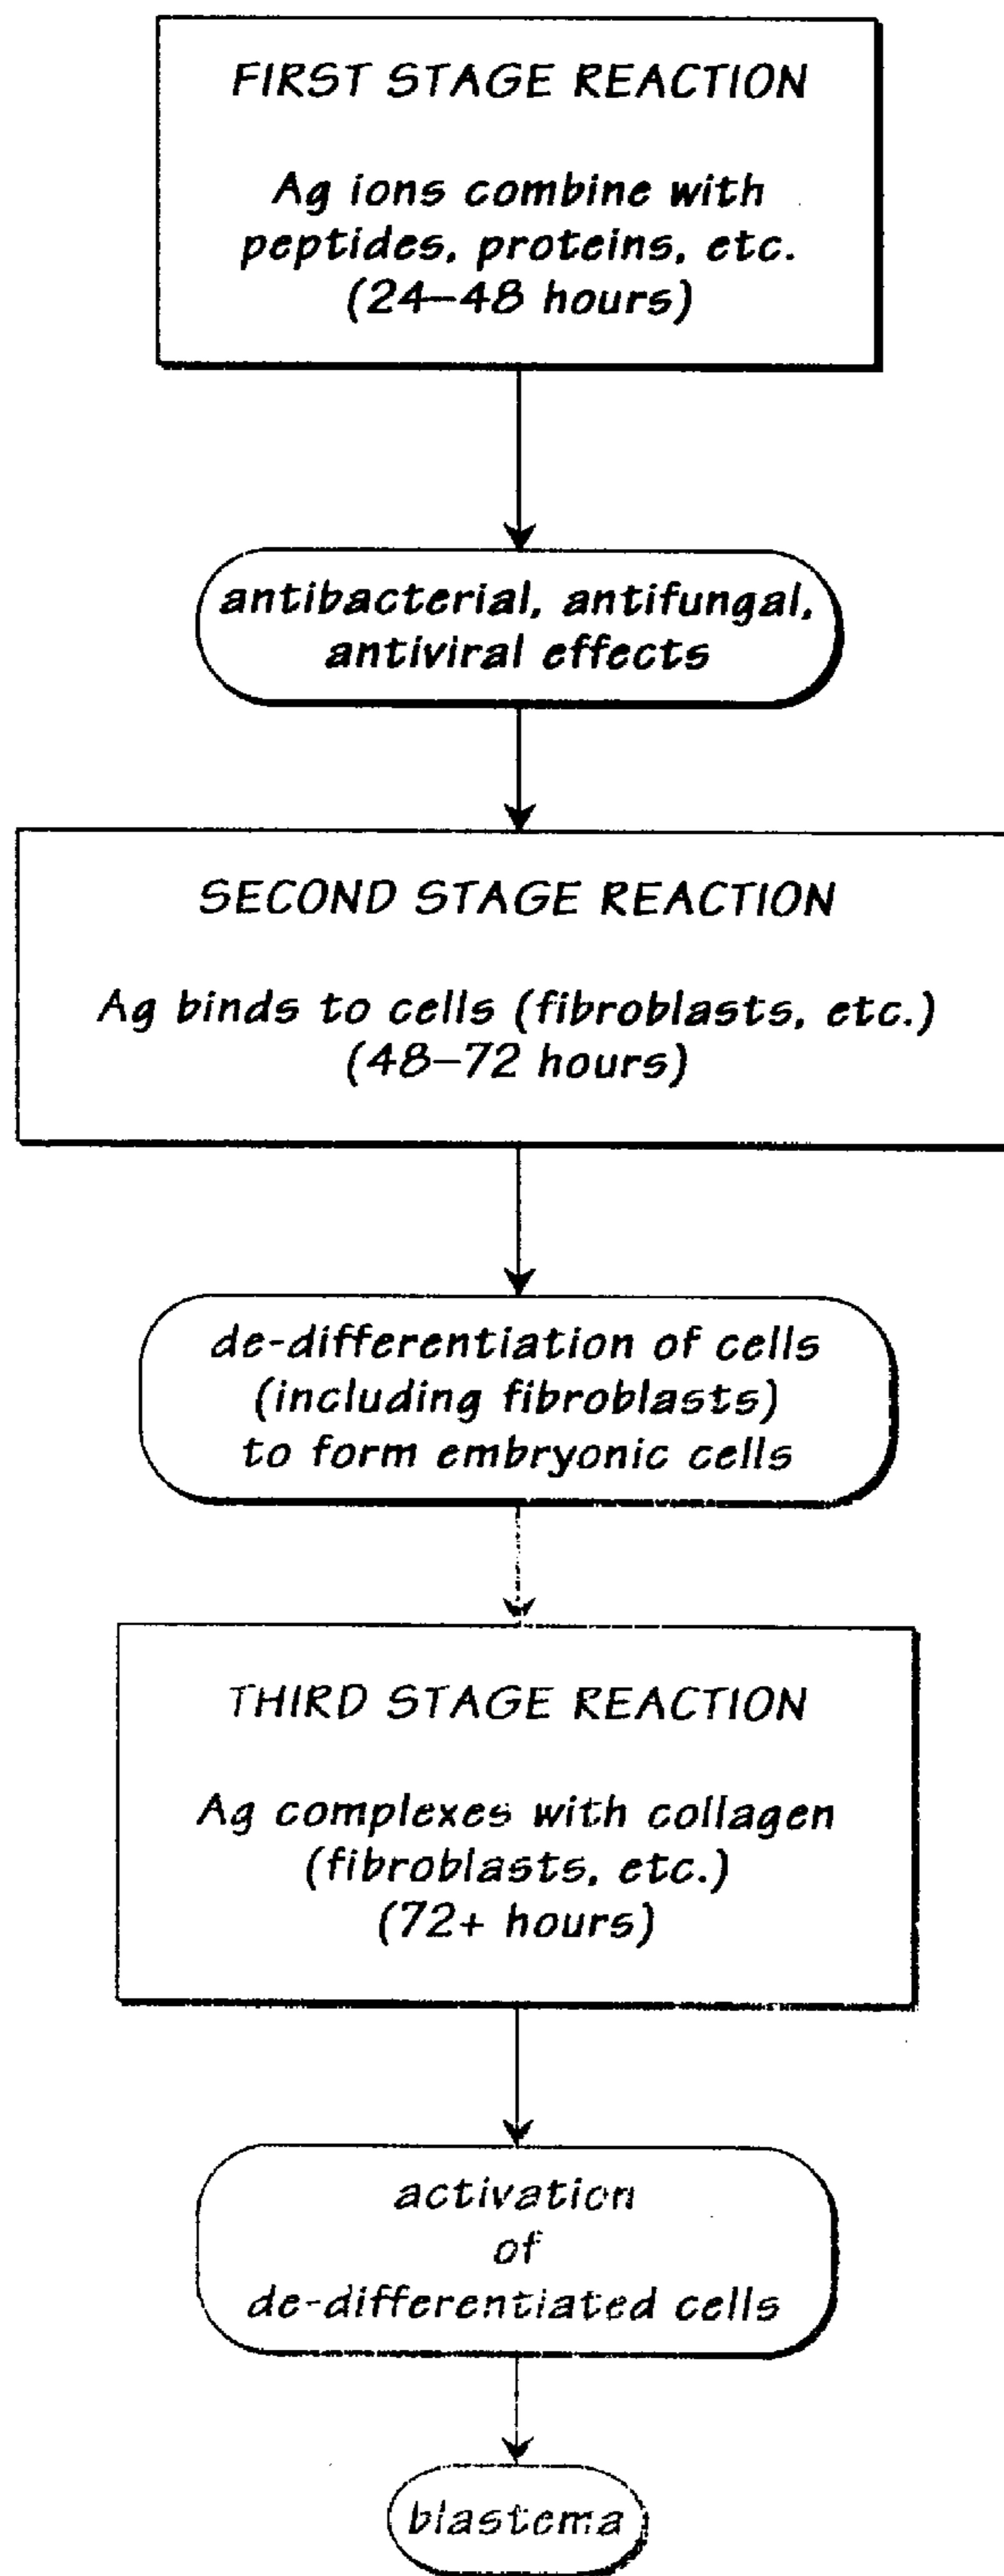 FIRST STAGE REACTION
Ag ions combine with
peptides, proteins, etc.
(24–48 hours)
antibacterial, antifungal,
antiviral effects
SECOND STAGE REACTION
Ag binds to cells (fibroblasts, etc.)
(48–72 hours)
de-differentiation of cells
(including fibroblasts)
to form embryonic cells
THIRD STAGE REACTION
Ag complexes with collagen
(fibroblasts, etc.)
(72+ hours)
activation
of
de-differentiated cells
blastema